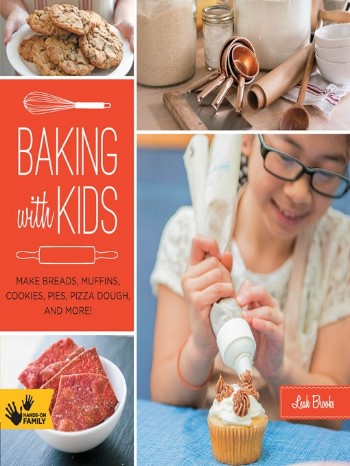 BAKING
with KIDS
MAKE BREADS, MUFFINS,
COOKIES, PIES, PIZZA DOUGH,
AND MORE!
HANDS-ON
FAMILY
Leah Brooks